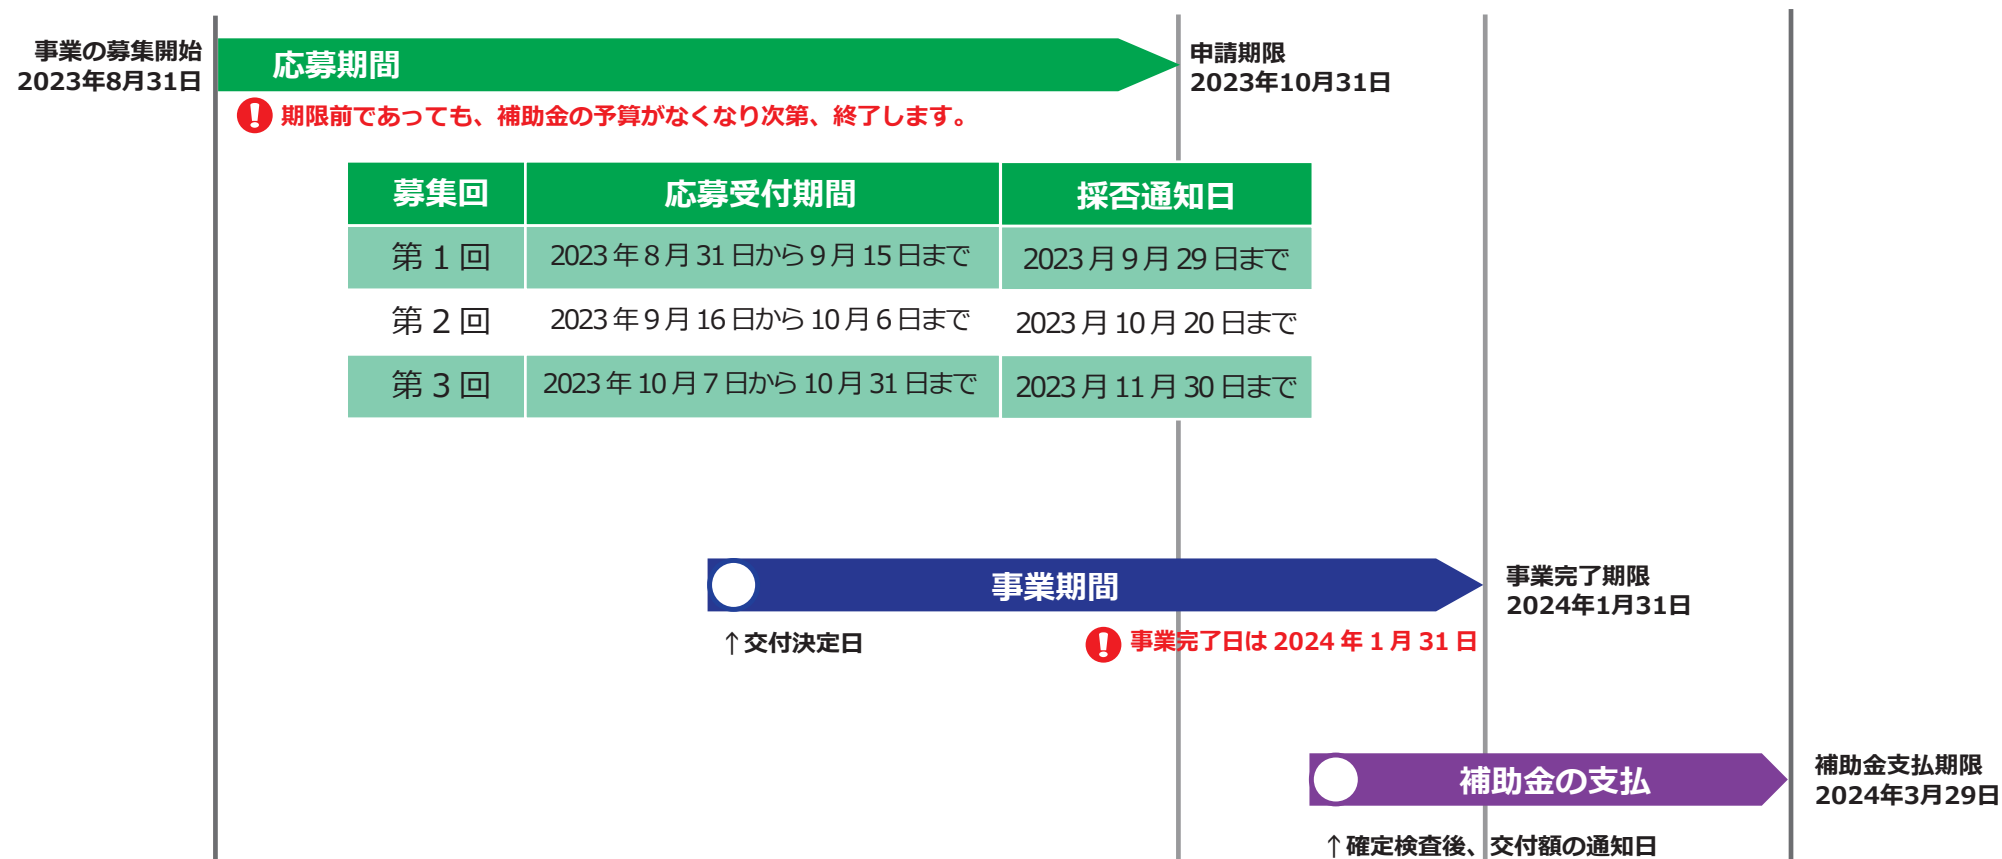 事業の募集開始
2023年8月31日
応募期間
申請期限
2023年10月31日
! 期限前であっても、補助金の予算がなくなり次第、終了します。
募集回 応募受付期間 採否通知日
第1回 2023年8月31日から9月15日まで 2023月9月29日まで
第2回 2023年9月16日から10月6日まで 2023月10月20日まで
第3回 2023年10月7日から10月31日まで 2023月11月30日まで
事業期間
事業完了期限
2024年1月31日
↑交付決定日
! 事業完了日は2024年1月31日
補助金の支払
補助金支払期限
2024年3月29日
↑確定検査後、交付額の通知日